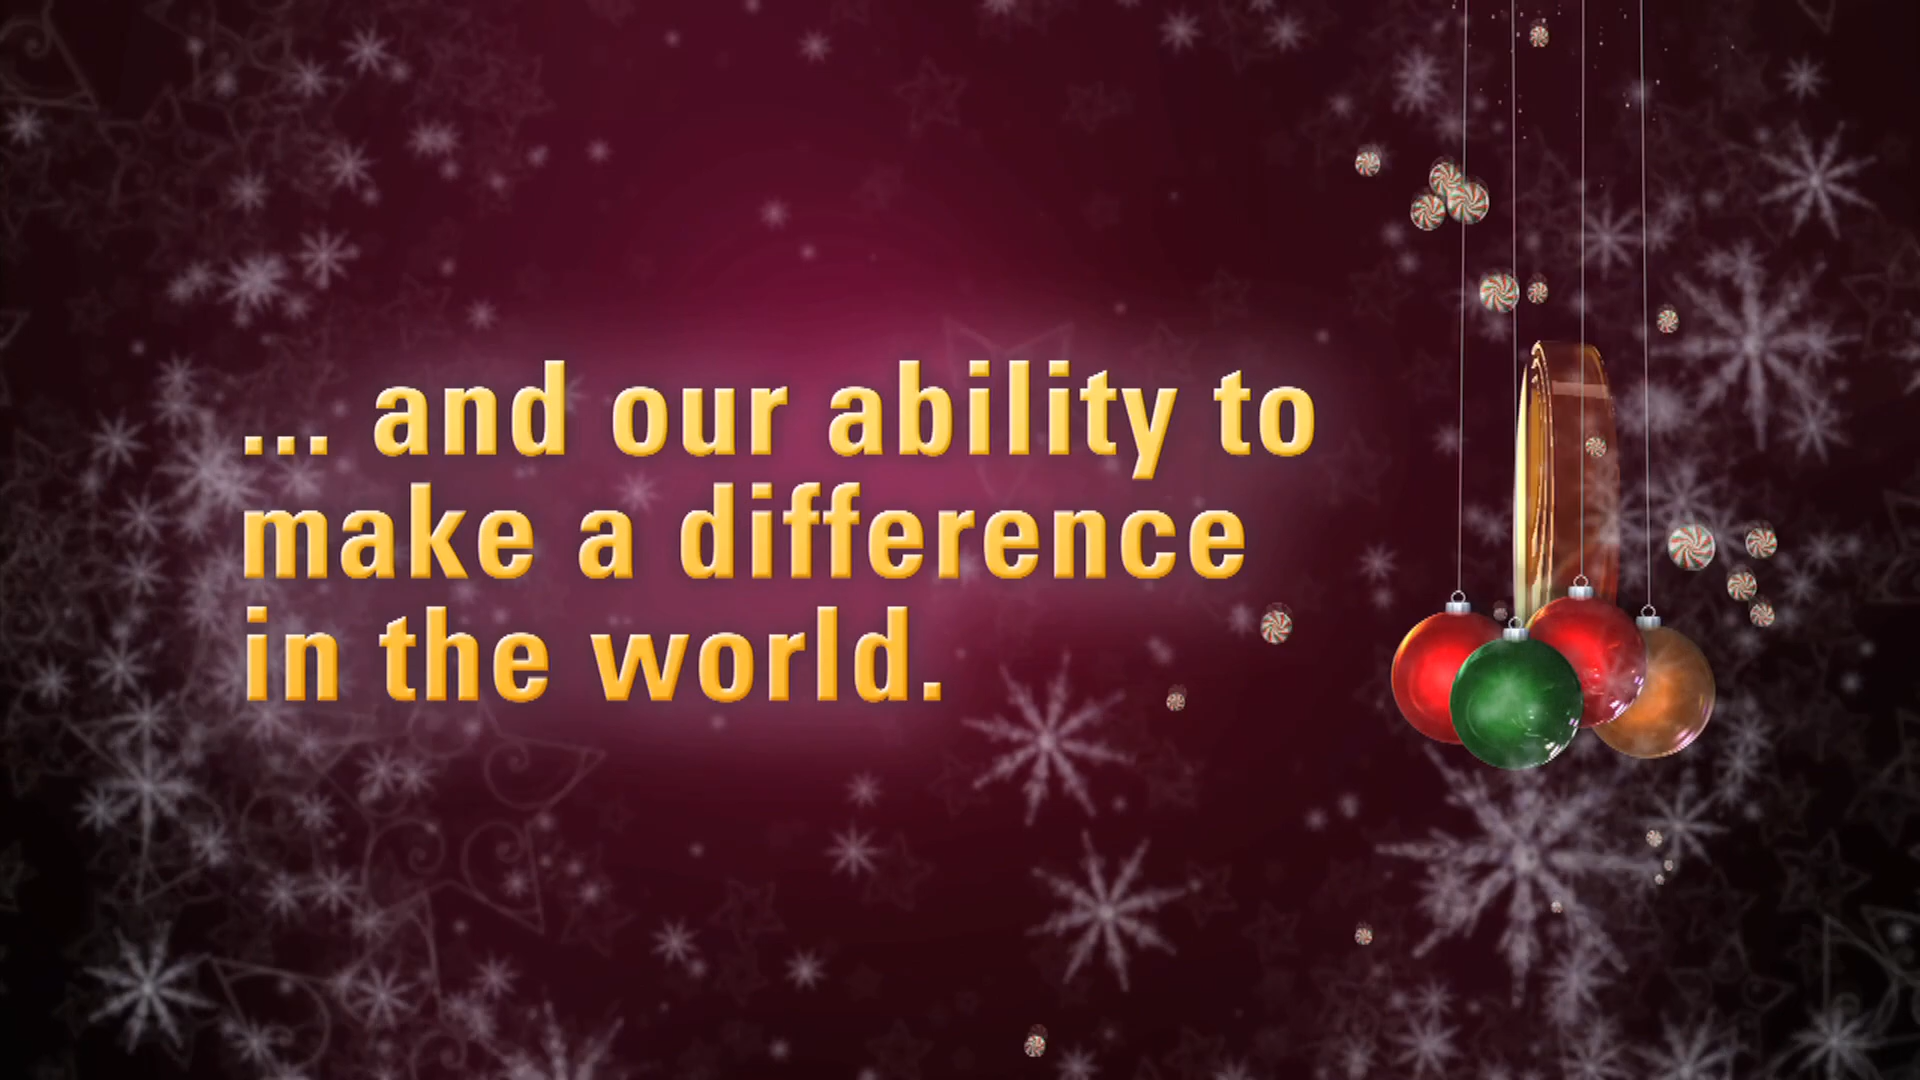 ... and our ability to
make a difference
in the world.